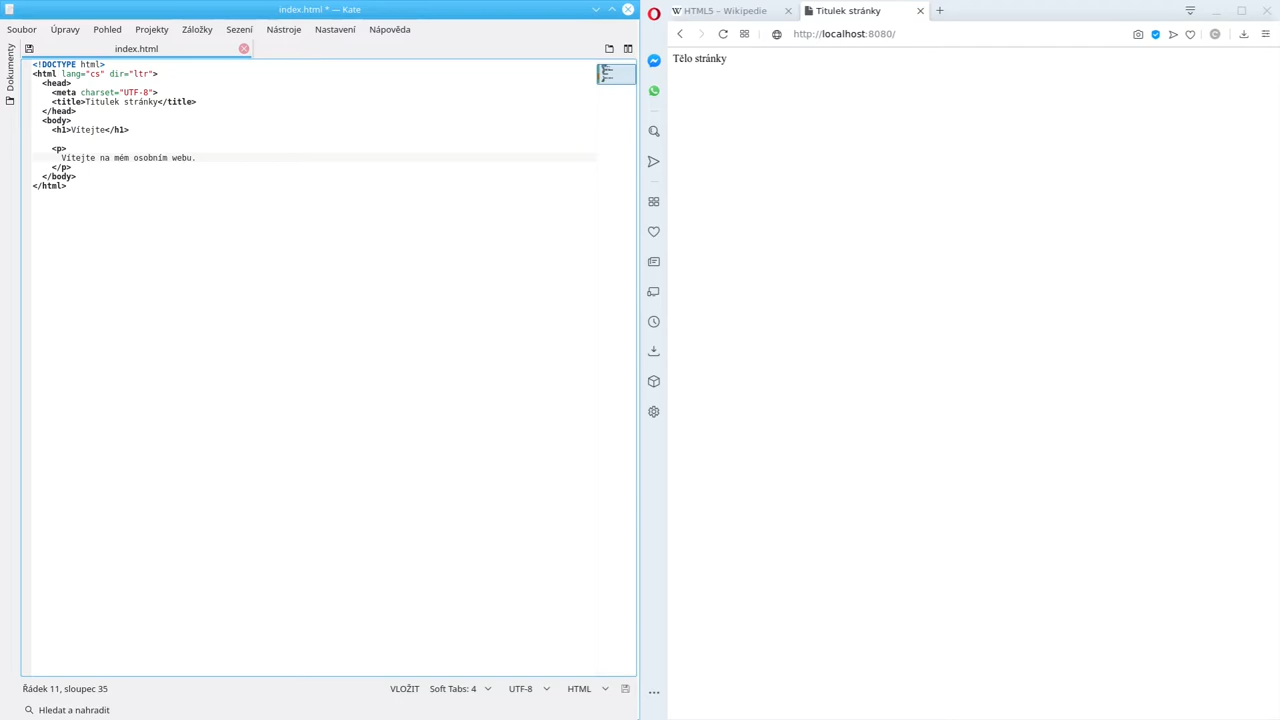 index.html * — Kate
Soubor Úpravy Pohled Projekty Záložky Sezení Nástroje Nastavení Nápověda
Dokumenty
index.html
<!DOCTYPE html>
<html lang="cs" dir="ltr">
<head>
<meta charset="UTF-8">
<title>Titulek stránky</title>
</head>
<body>
<h1>Vítejte</h1>
<p>
Vítejte na mém osobním webu.
</p>
</body>
</html>
Řádek 11, sloupec 35 VLOŽIT Soft Tabs: 4 UTF-8 HTML
Hledat a nahradit
W HTML5 – Wikipedie Titulek stránky
http://localhost:8080/
Tělo stránky